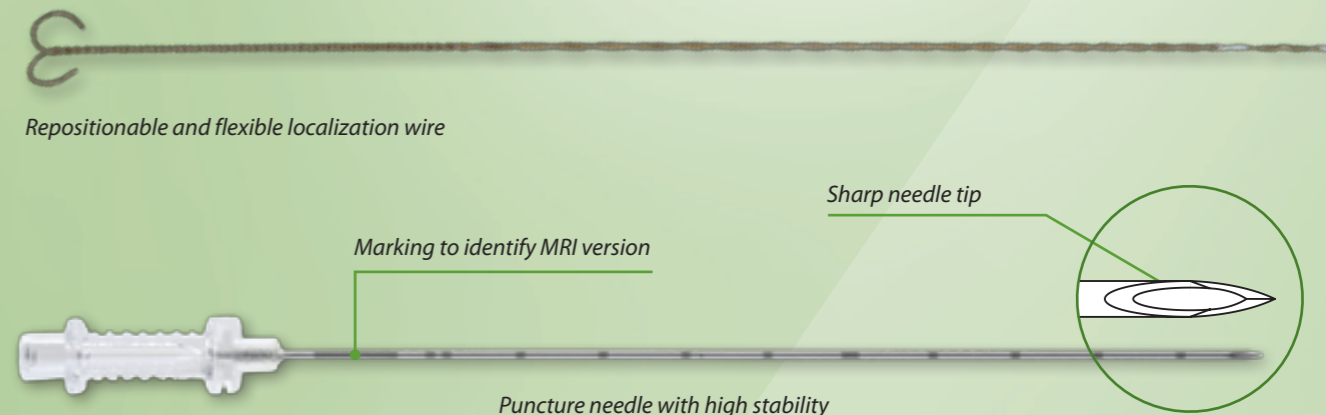 Repositionable and flexible localization wire
Sharp needle tip
Marking to identify MRI version
Puncture needle with high stability